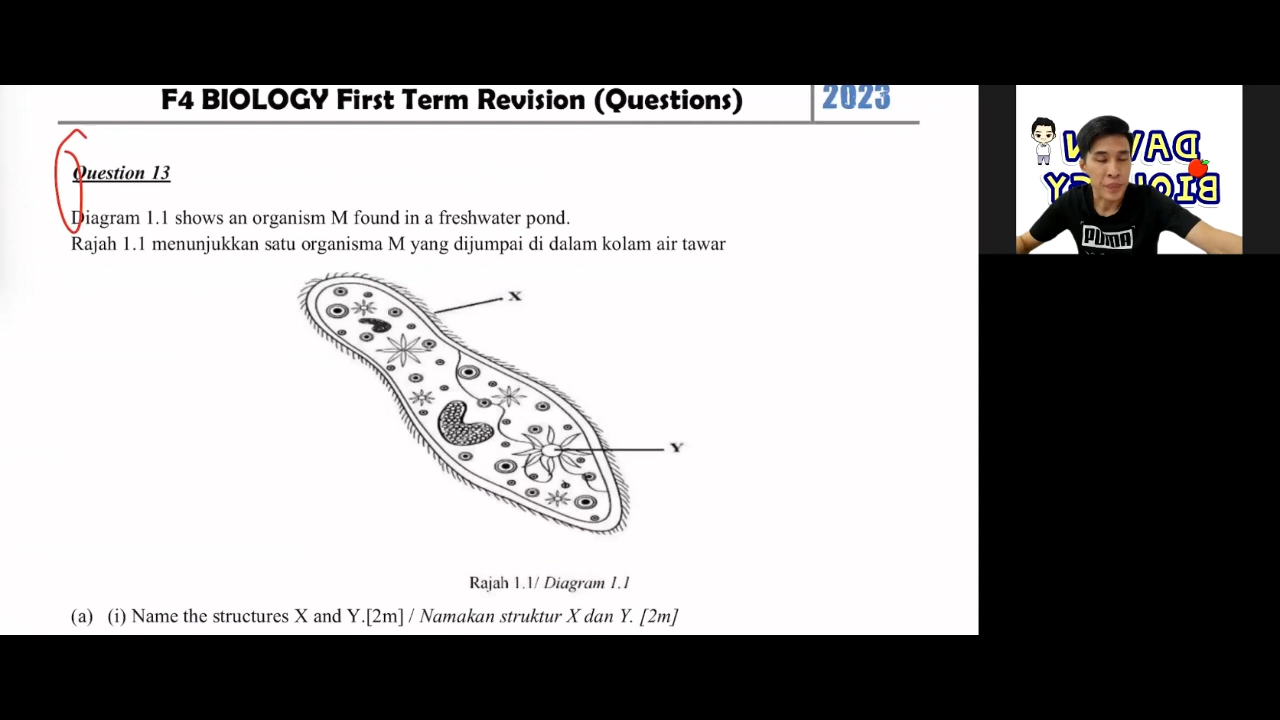 F4 BIOLOGY First Term Revision (Questions)
2023
Question 13
Diagram 1.1 shows an organism M found in a freshwater pond.
Rajah 1.1 menunjukkan satu organisma M yang dijumpai di dalam kolam air tawar
X
Y
Rajah 1.1/ Diagram 1.1
(a) (i) Name the structures X and Y.[2m] / Namakan struktur X dan Y. [2m]
PUMA